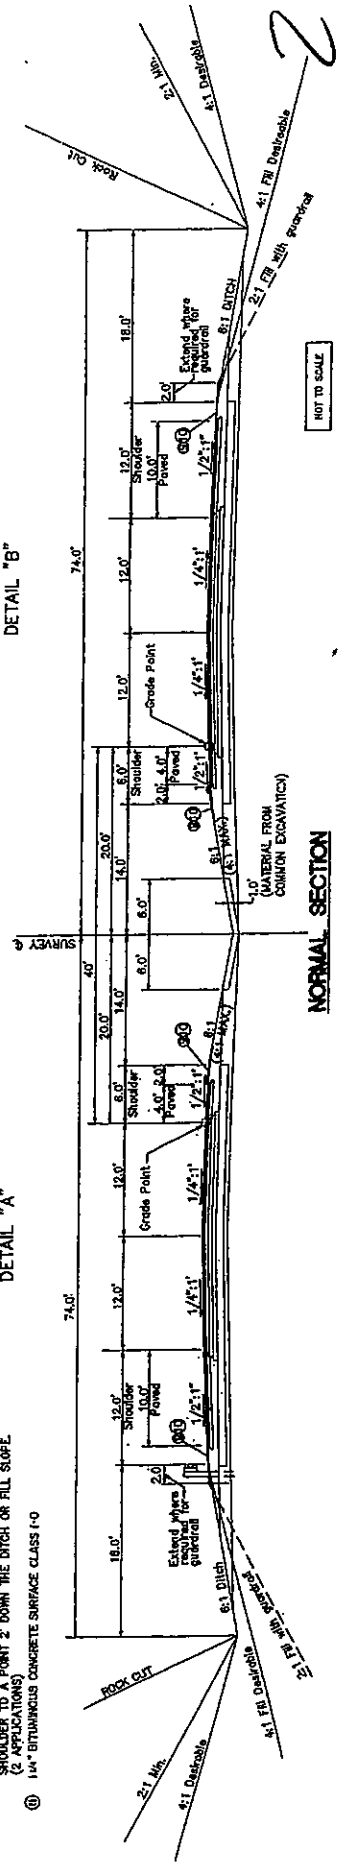 SHOULDER TO A POINT 2' DOWN THE DITCH OR FILL SLOPE.
(2 APPLICATIONS)
1 1/4" BITUMINOUS CONCRETE SURFACE CLASS I-O
DETAIL "A"
DETAIL "B"
74.0'
74.0'
40'
20.0'
20.0'
SURVEY
18.0'
12.0'
Shoulder
10.0'
Paved
12.0'
12.0'
6.0'
Shoulder
4.0'
2.0'
Paved
14.0'
14.0'
6.0'
6.0'
6.0'
Shoulder
2.0'
4.0'
Paved
12.0'
12.0'
12.0'
Shoulder
10.0'
Paved
18.0'
2.0'
Extend where
required for
guardrail
2.0'
Extend where
required for
guardrail
Grade Point
Grade Point
1/2":1"
1/4":1'
1/4":1'
1/2":1"
1/2":1"
1/4":1'
1/4":1'
1/2":1"
ROCK CUT
2:1 Min.
4:1 Desirable
6:1 Ditch
2:1 Fill with guardrail
4:1 Fill Desirable
6:1
(4:1 MAX.)
6:1
(4:1 MAX.)
1.0'
(MATERIAL FROM
COMMON EXCAVATION)
Rock Cut
2:1 Min.
4:1 Desirable
6:1 DITCH
4:1 Fill Desireable
2:1 Fill with guardrail
NORMAL SECTION
NOT TO SCALE
2